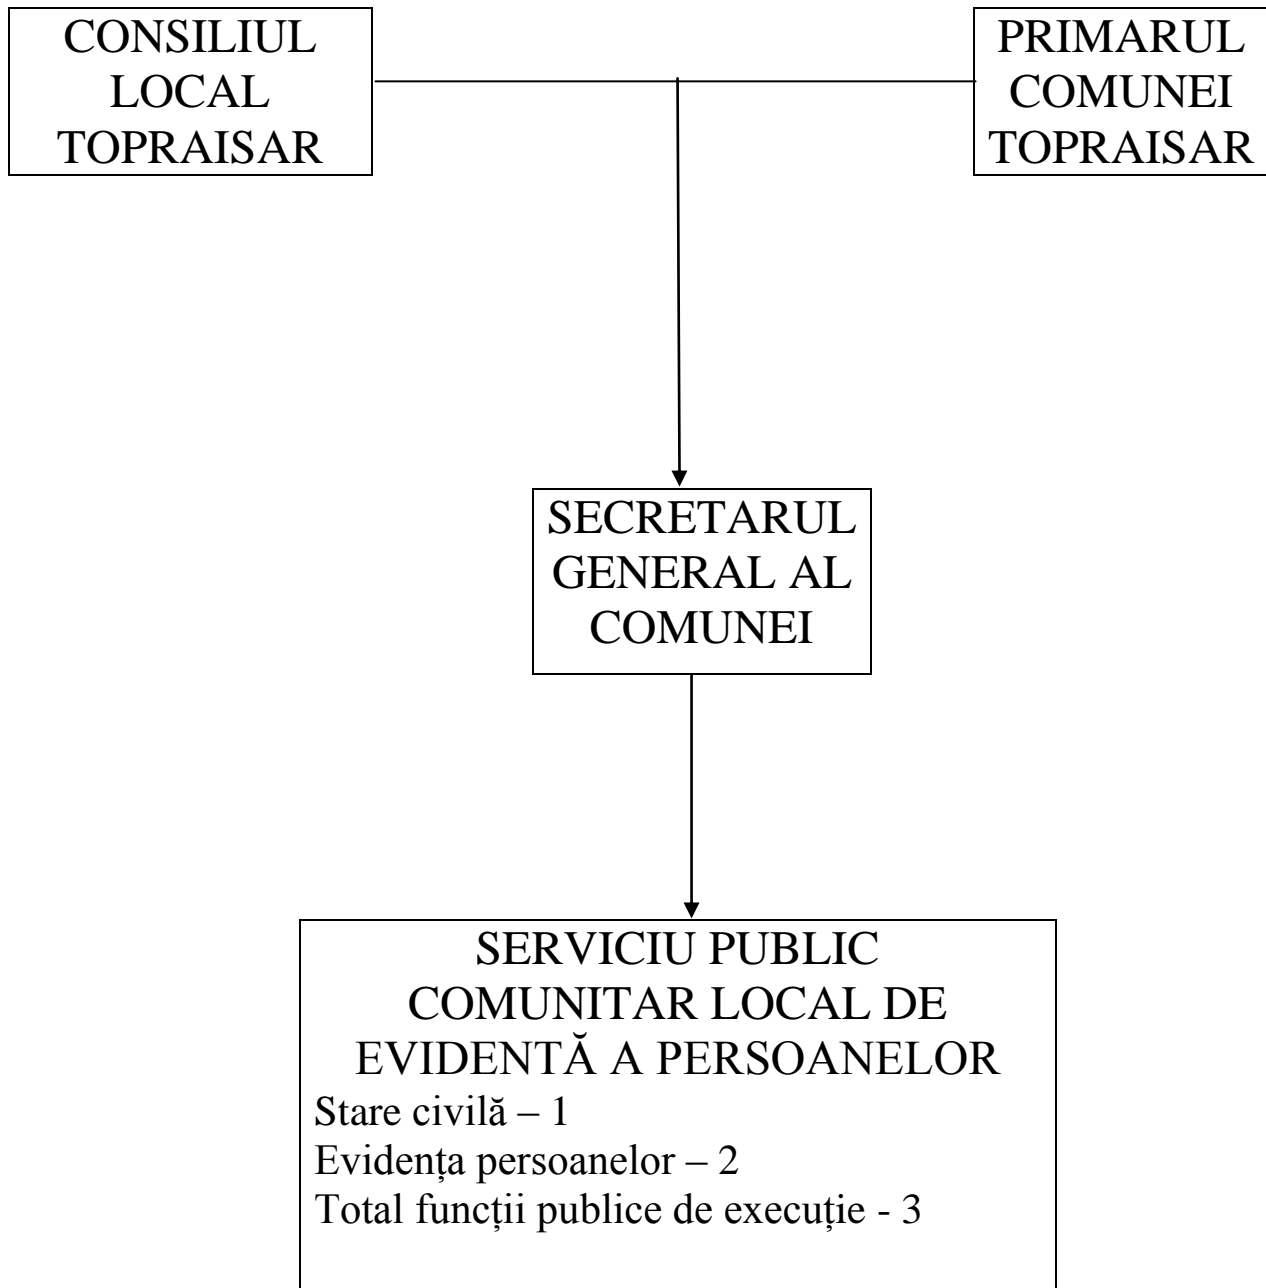 CONSILIUL
LOCAL
TOPRAISAR
PRIMARUL
COMUNEI
TOPRAISAR
SECRETARUL
GENERAL AL
COMUNEI
SERVICIU PUBLIC
COMUNITAR LOCAL DE
EVIDENTĂ A PERSOANELOR
Stare civilă – 1
Evidența persoanelor – 2
Total funcții publice de execuție - 3